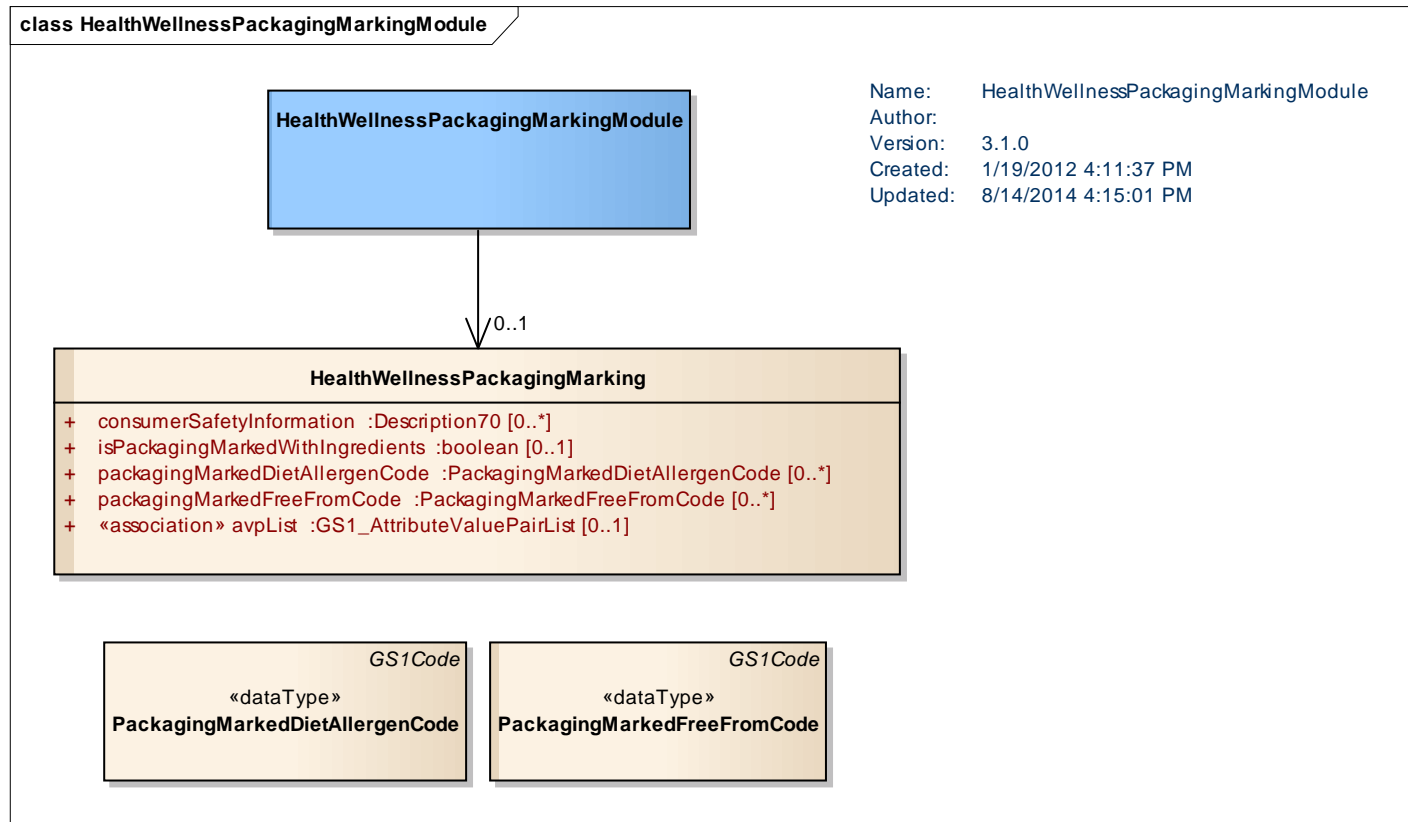 class HealthWellnessPackagingMarkingModule
HealthWellnessPackagingMarkingModule
Name: HealthWellnessPackagingMarkingModule
Author:
Version: 3.1.0
Created: 1/19/2012 4:11:37 PM
Updated: 8/14/2014 4:15:01 PM
0..1
HealthWellnessPackagingMarking
+ consumerSafetyInformation :Description70 [0..*]
+ isPackagingMarkedWithIngredients :boolean [0..1]
+ packagingMarkedDietAllergenCode :PackagingMarkedDietAllergenCode [0..*]
+ packagingMarkedFreeFromCode :PackagingMarkedFreeFromCode [0..*]
+ «association» avpList :GS1_AttributeValuePairList [0..1]
GS1Code
«dataType»
PackagingMarkedDietAllergenCode
GS1Code
«dataType»
PackagingMarkedFreeFromCode